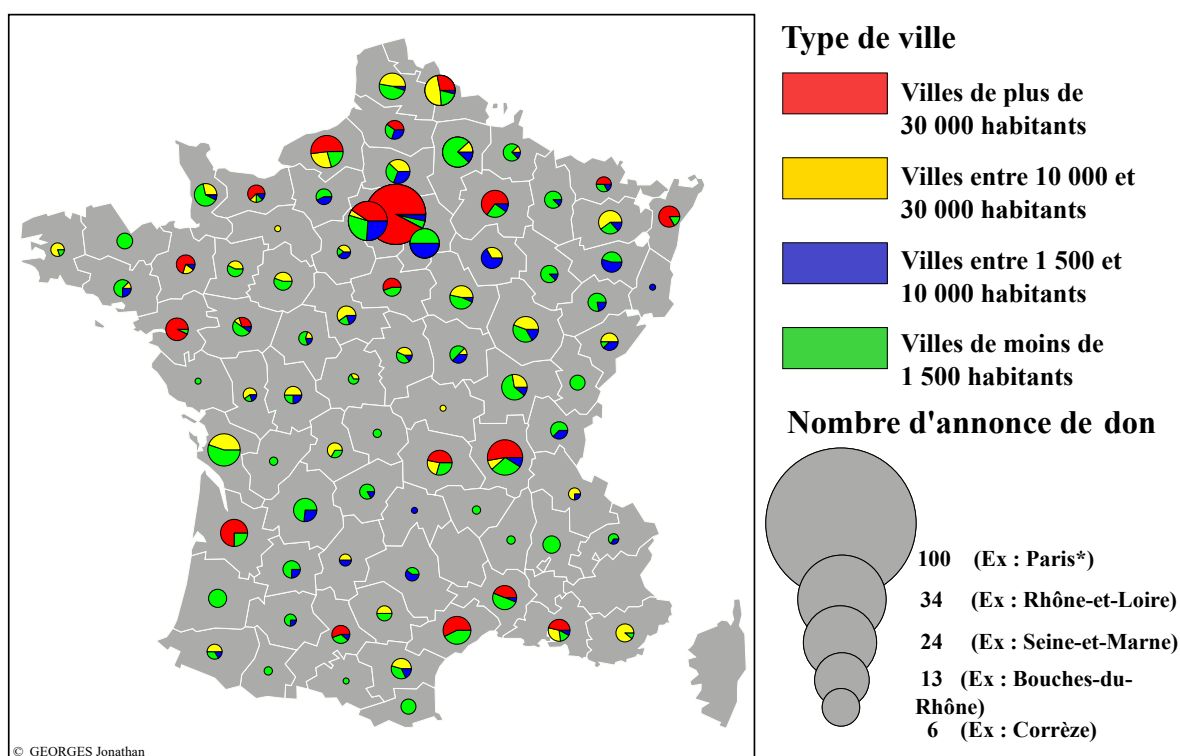 Type de ville
Villes de plus de
30 000 habitants
Villes entre 10 000 et
30 000 habitants
Villes entre 1 500 et
10 000 habitants
Villes de moins de
1 500 habitants
Nombre d'annonce de don
100 (Ex : Paris*)
34 (Ex : Rhône-et-Loire)
24 (Ex : Seine-et-Marne)
13 (Ex : Bouches-du-
Rhône)
6 (Ex : Corrèze)
© GEORGES Jonathan